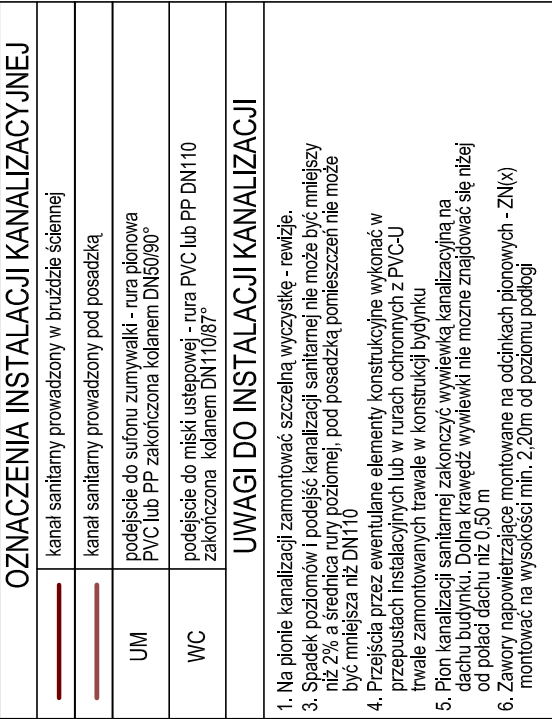 OZNACZENIA INSTALACJI KANALIZACYJNEJ
kanał sanitarny prowadzony w bruździe ściennej
kanał sanitarny prowadzony pod posadzką
UM
podejscie do sufonu zumywalki - rura pionowa
PVC lub PP zakończona kolanem DN50/90°
WC
podejscie do miski ustepowej - rura PVC lub PP DN110
zakończona kolanem DN110/87°
UWAGI DO INSTALACJI KANALIZACJI
1. Na pionie kanalizacji zamontować szczelną wyczystkę - rewizje.
3. Spadek poziomów i podejść kanalizacji sanitarnej nie może być mniejszy
niż 2% a średnica rury poziomej, pod posadzką pomieszczeń nie może
być mniejsza niż DN110
4. Przejścia przez ewentulane elementy konstrukcyjne wykonać w
przepustach instalacyjnych lub w rurach ochronnych z PVC-U
trwale zamontowanych trawale w konstrukcji bydynku
5. Pion kanalizacji sanitarnej zakonczyć wywiewką kanalizacyjną na
dachu budynku. Dolna krawędź wywiewki nie mozne znajdować się niżej
od połaci dachu niż 0,50 m
6. Zawory napowietrzające montowane na odcinkach pionowych - ZN(x)
montować na wysokości min. 2,20m od poziomu podłogi